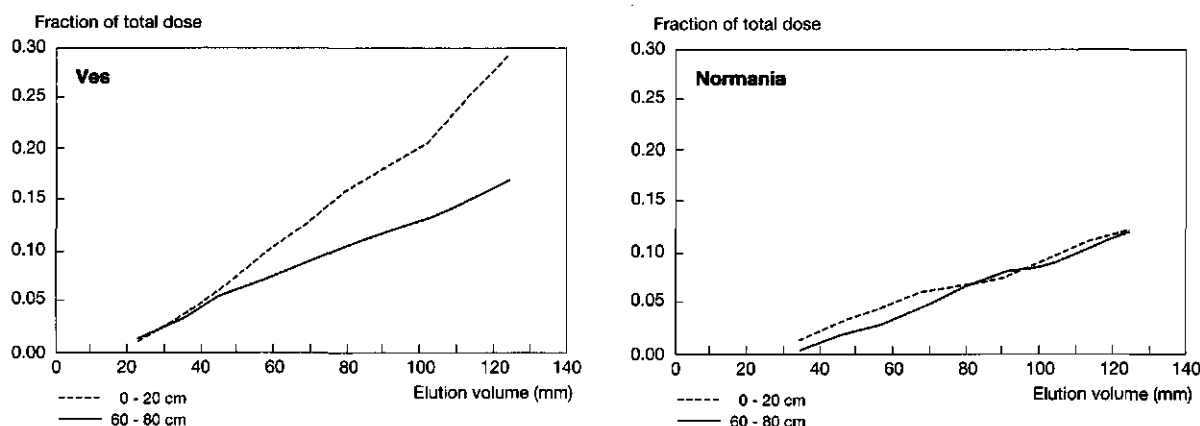 Fraction of total dose
0.30
Ves
0.25
0.20
0.15
0.10
0.05
0.00
0 20 40 60 80 100 120 140
Elution volume (mm)
0 - 20 cm
60 - 80 cm
Fraction of total dose
0.30
Normania
0.25
0.20
0.15
0.10
0.05
0.00
0 20 40 60 80 100 120 140
Elution volume (mm)
0 - 20 cm
60 - 80 cm